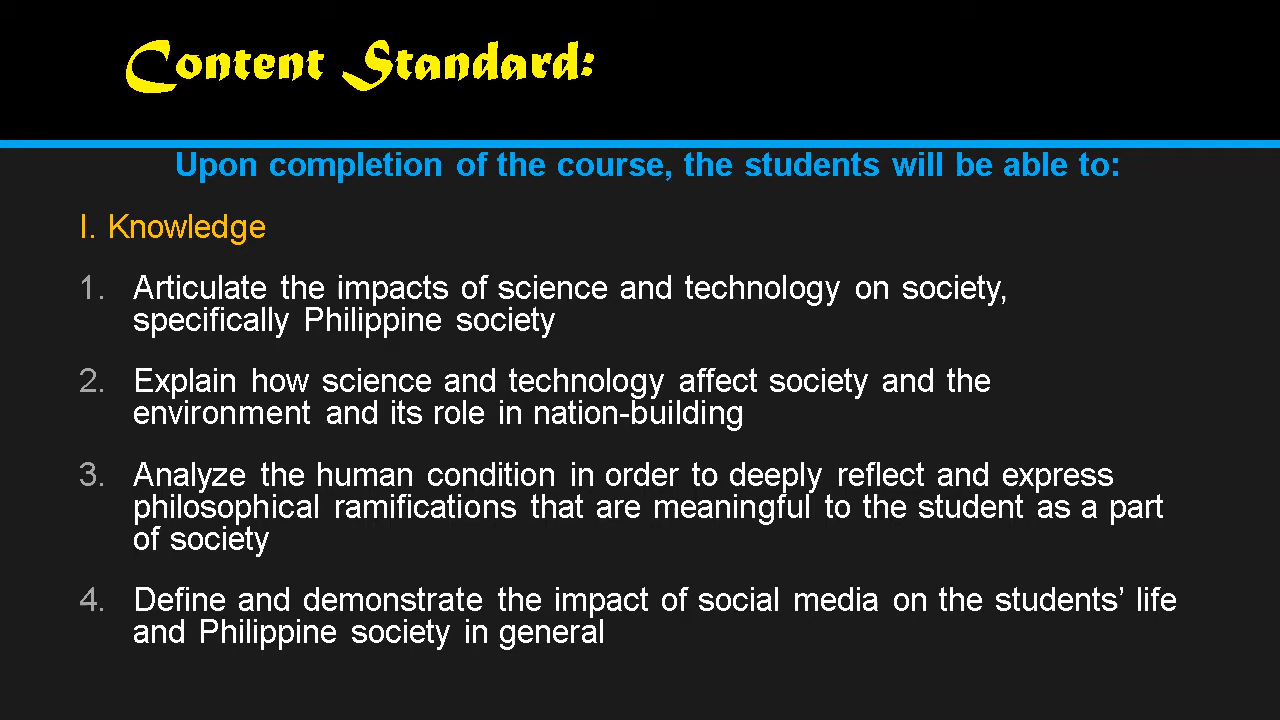 Content Standard:
Upon completion of the course, the students will be able to:
I. Knowledge
1. Articulate the impacts of science and technology on society,
specifically Philippine society
2. Explain how science and technology affect society and the
environment and its role in nation-building
3. Analyze the human condition in order to deeply reflect and express
philosophical ramifications that are meaningful to the student as a part
of society
4. Define and demonstrate the impact of social media on the students’ life
and Philippine society in general